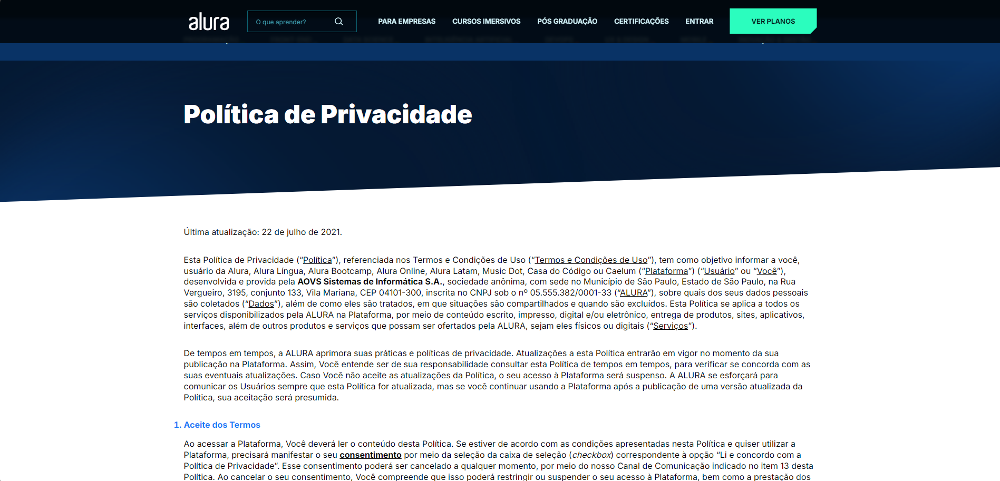 alura
O que aprender?
PARA EMPRESAS
CURSOS IMERSIVOS
PÓS GRADUAÇÃO
CERTIFICAÇÕES
ENTRAR
VER PLANOS
Política de Privacidade
Última atualização: 22 de julho de 2021.
Esta Política de Privacidade (“Política”), referenciada nos Termos e Condições de Uso (“Termos e Condições de Uso”), tem como objetivo informar a você,
usuário da Alura, Alura Língua, Alura Bootcamp, Alura Online, Alura Latam, Music Dot, Casa do Código ou Caelum (“Plataforma”) (“Usuário” ou “Você”),
desenvolvida e provida pela AOVS Sistemas de Informática S.A., sociedade anônima, com sede no Município de São Paulo, Estado de São Paulo, na Rua
Vergueiro, 3195, conjunto 133, Vila Mariana, CEP 04101-300, inscrita no CNPJ sob o nº 05.555.382/0001-33 (“ALURA”), sobre quais dos seus dados pessoais
são coletados (“Dados”), além de como eles são tratados, em que situações são compartilhados e quando são excluídos. Esta Política se aplica a todos os
serviços disponibilizados pela ALURA na Plataforma, por meio de conteúdo escrito, impresso, digital e/ou eletrônico, entrega de produtos, sites, aplicativos,
interfaces, além de outros produtos e serviços que possam ser ofertados pela ALURA, sejam eles físicos ou digitais (“Serviços”).
De tempos em tempos, a ALURA aprimora suas práticas e políticas de privacidade. Atualizações a esta Política entrarão em vigor no momento da sua
publicação na Plataforma. Assim, Você entende ser de sua responsabilidade consultar esta Política de tempos em tempos, para verificar se concorda com as
suas eventuais atualizações. Caso Você não aceite as atualizações da Política, o seu acesso à Plataforma será suspenso. A ALURA se esforçará para
comunicar os Usuários sempre que esta Política for atualizada, mas se você continuar usando a Plataforma após a publicação de uma versão atualizada da
Política, sua aceitação será presumida.
1. Aceite dos Termos
Ao acessar a Plataforma, Você deverá ler o conteúdo desta Política. Se estiver de acordo com as condições apresentadas nesta Política e quiser utilizar a
Plataforma, precisará manifestar o seu consentimento por meio da seleção da caixa de seleção (checkbox) correspondente à opção “Li e concordo com a
Política de Privacidade”. Esse consentimento poderá ser cancelado a qualquer momento, por meio do nosso Canal de Comunicação indicado no item 13 desta
Política. Ao cancelar o seu consentimento, Você compreende que isso poderá restringir ou suspender o seu acesso à Plataforma, bem como a prestação dos